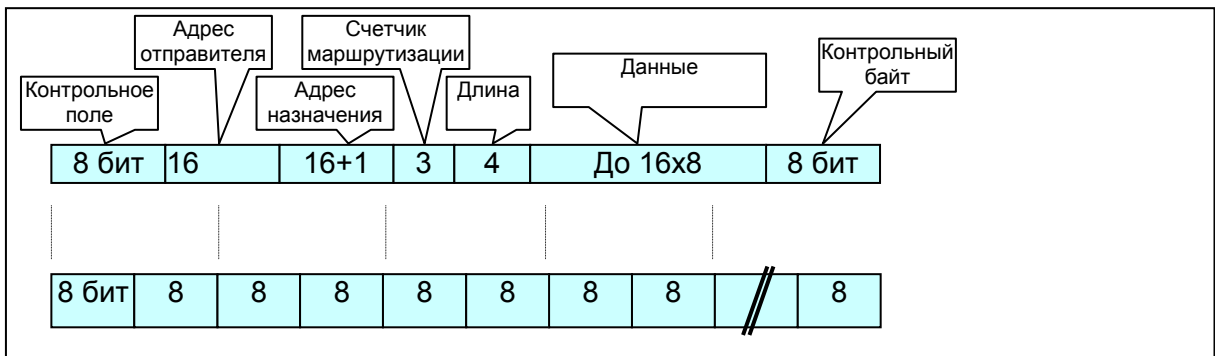 Адрес
отправителя
Счетчик
маршрутизации
Контрольное
поле
Адрес
назначения
Длина
Данные
Контрольный
байт
8 бит 16 16+1 3 4 До 16х8 8 бит
8 бит 8 8 8 8 8 8 8 8